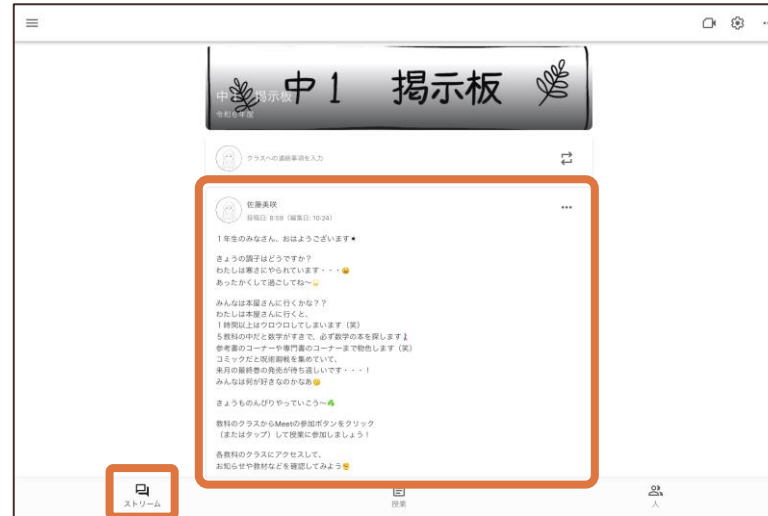 中1 掲示板
中1 掲示板
令和6年度
クラスへの連絡事項を入力
佐藤美咲
投稿日: 8:59（編集日: 10:24）
1年生のみなさん、おはようございます★
きょうの調子はどうですか？
わたしは寒さにやられています・・・😫
あったかくして過ごしてね〜
みんなは本屋さんに行くかな？？
わたしは本屋さんに行くと、
1時間以上はウロウロしてしまいます（笑）
5教科の中だと数学がすきで、必ず数学の本を探します
参考書のコーナーや専門書のコーナーまで物色します（笑）
コミックだと呪術廻戦を集めていて、
来月の最終巻の発売が待ち遠しいです・・・！
みんなは何が好きなのかなあ😊
きょうものんびりやっていこう〜🍀
教科のクラスからMeetの参加ボタンをクリック
（またはタップ）して授業に参加しましょう！
各教科のクラスにアクセスして、
お知らせや教材などを確認してみよう✊
ストリーム
授業
人